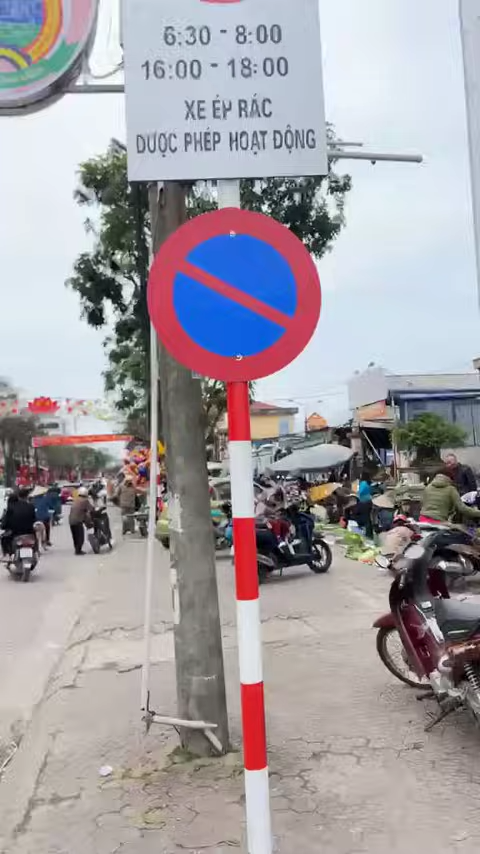 6:30 - 8:00
16:00 - 18:00
XE ÉP RÁC
ĐƯỢC PHÉP HOẠT ĐỘNG